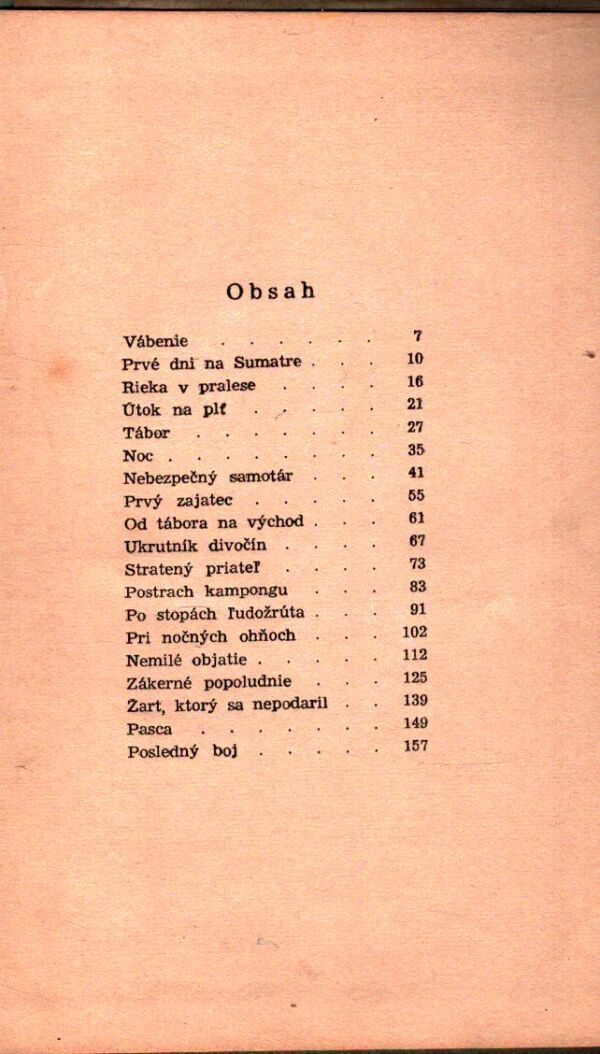 Obsah
Vábenie . . . . . . 7
Prvé dni na Sumatre . . . 10
Rieka v pralese . . . . 16
Útok na plť . . . . . 21
Tábor . . . . . . . 27
Noc . . . . . . . . 35
Nebezpečný samotár . . . 41
Prvý zajatec . . . . . 55
Od tábora na východ . . . 61
Ukrutník divočín . . . . 67
Stratený priateľ . . . . 73
Postrach kampongu . . . 83
Po stopách ľudožrúta . . . 91
Pri nočných ohňoch . . . 102
Nemilé objatie . . . . . 112
Zákerné popoludnie . . . 125
Žart, ktorý sa nepodaril . . 139
Pasca . . . . . . . 149
Posledný boj . . . . . 157